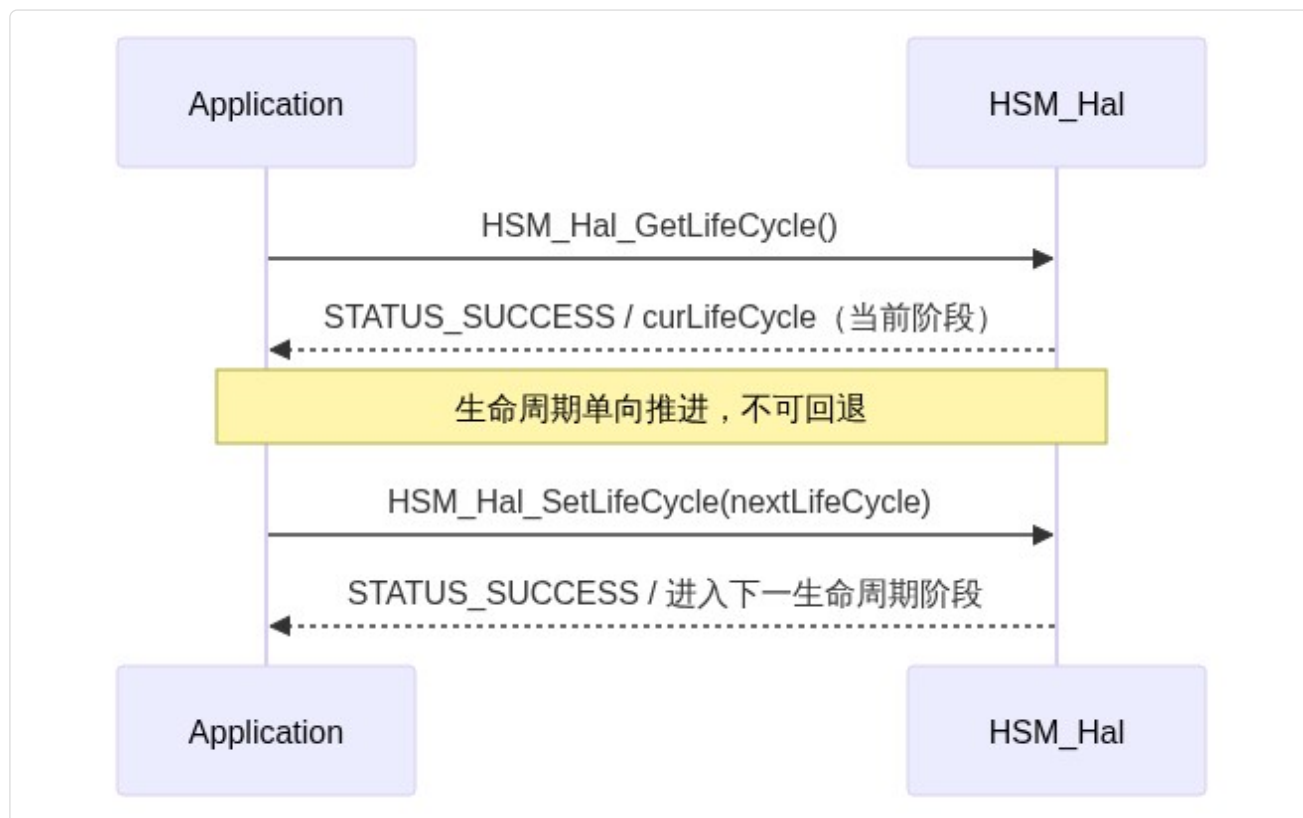 Application
HSM_Hal
HSM_Hal_GetLifeCycle()
STATUS_SUCCESS / curLifeCycle（当前阶段）
生命周期单向推进，不可回退
HSM_Hal_SetLifeCycle(nextLifeCycle)
STATUS_SUCCESS / 进入下一生命周期阶段
Application
HSM_Hal